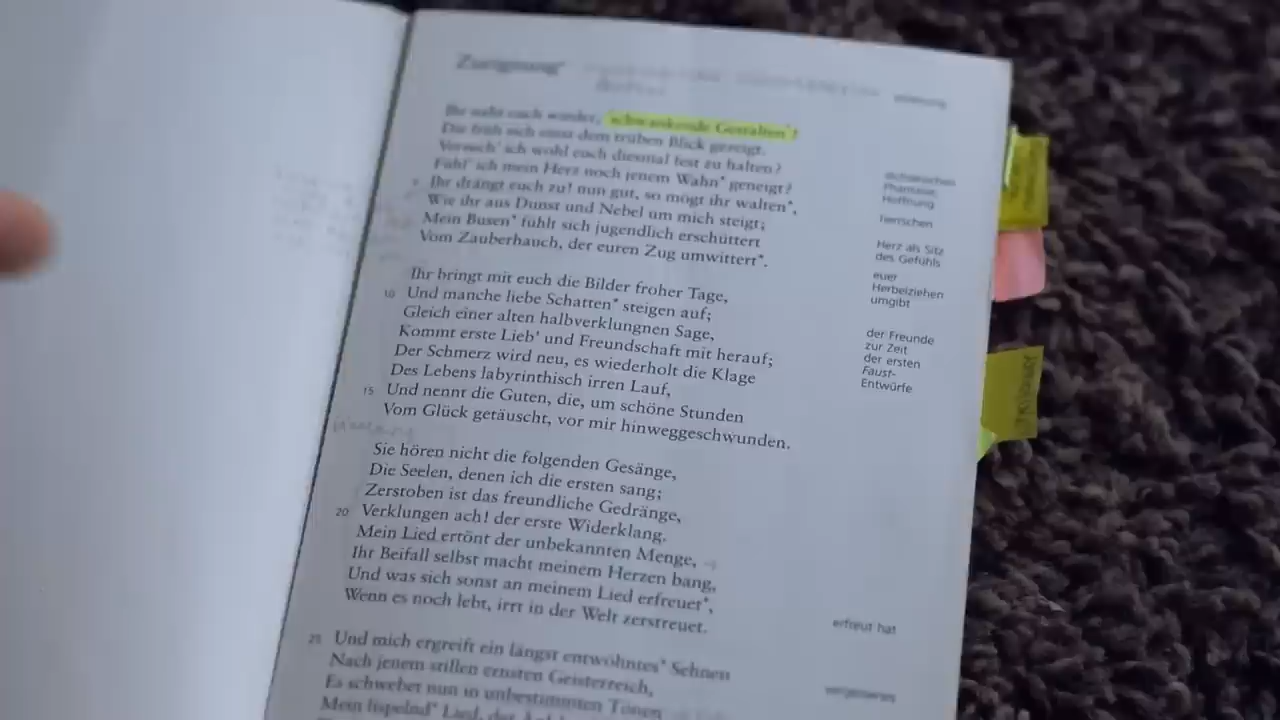 Zueignung
Ihr naht euch wieder, schwankende Gestalten*!
Die früh sich einst dem trüben Blick gezeigt.
Versuch' ich wohl euch diesmal fest zu halten?
Fühl' ich mein Herz noch jenem Wahn* geneigt?
5 Ihr drängt euch zu! nun gut, so mögt ihr walten*,
Wie ihr aus Dunst und Nebel um mich steigt;
Mein Busen* fühlt sich jugendlich erschüttert
Vom Zauberhauch, der euren Zug umwittert*.
Phantasie,
Hoffnung
herrschen
Herz als Sitz
des Gefühls
euer
Herbeiziehen
umgibt
Ihr bringt mit euch die Bilder froher Tage,
10 Und manche liebe Schatten* steigen auf;
Gleich einer alten halbverklungnen Sage,
Kommt erste Lieb' und Freundschaft mit herauf;
Der Schmerz wird neu, es wiederholt die Klage
Des Lebens labyrinthisch irren Lauf,
15 Und nennt die Guten, die, um schöne Stunden
Vom Glück getäuscht, vor mir hinweggeschwunden.
der Freunde
zur Zeit
der ersten
Faust-
Entwürfe
Sie hören nicht die folgenden Gesänge,
Die Seelen, denen ich die ersten sang;
Zerstoben ist das freundliche Gedränge,
20 Verklungen ach! der erste Widerklang.
Mein Lied ertönt der unbekannten Menge,
Ihr Beifall selbst macht meinem Herzen bang,
Und was sich sonst an meinem Lied erfreuet*,
Wenn es noch lebt, irrt in der Welt zerstreuet.
erfreut hat
25 Und mich ergreift ein längst entwöhntes* Sehnen
Nach jenem stillen ernsten Geisterreich,
Es schwebet nun in unbestimmten Tönen
Mein lispelnd* Lied, der
vergessenes